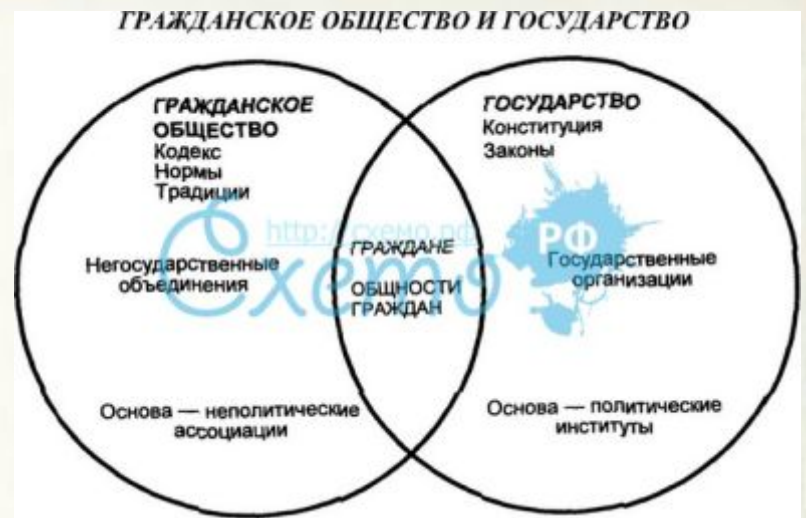 ГРАЖДАНСКОЕ ОБЩЕСТВО И ГОСУДАРСТВО
ГРАЖДАНСКОЕ
ОБЩЕСТВО
Кодекс
Нормы
Традиции
Негосударственные
объединения
Основа — неполитические
ассоциации
ГРАЖДАНЕ
ОБЩНОСТИ
ГРАЖДАН
ГОСУДАРСТВО
Конституция
Законы
Государственные
организации
Основа — политические
институты
http://схемо.рф
Схемо
РФ